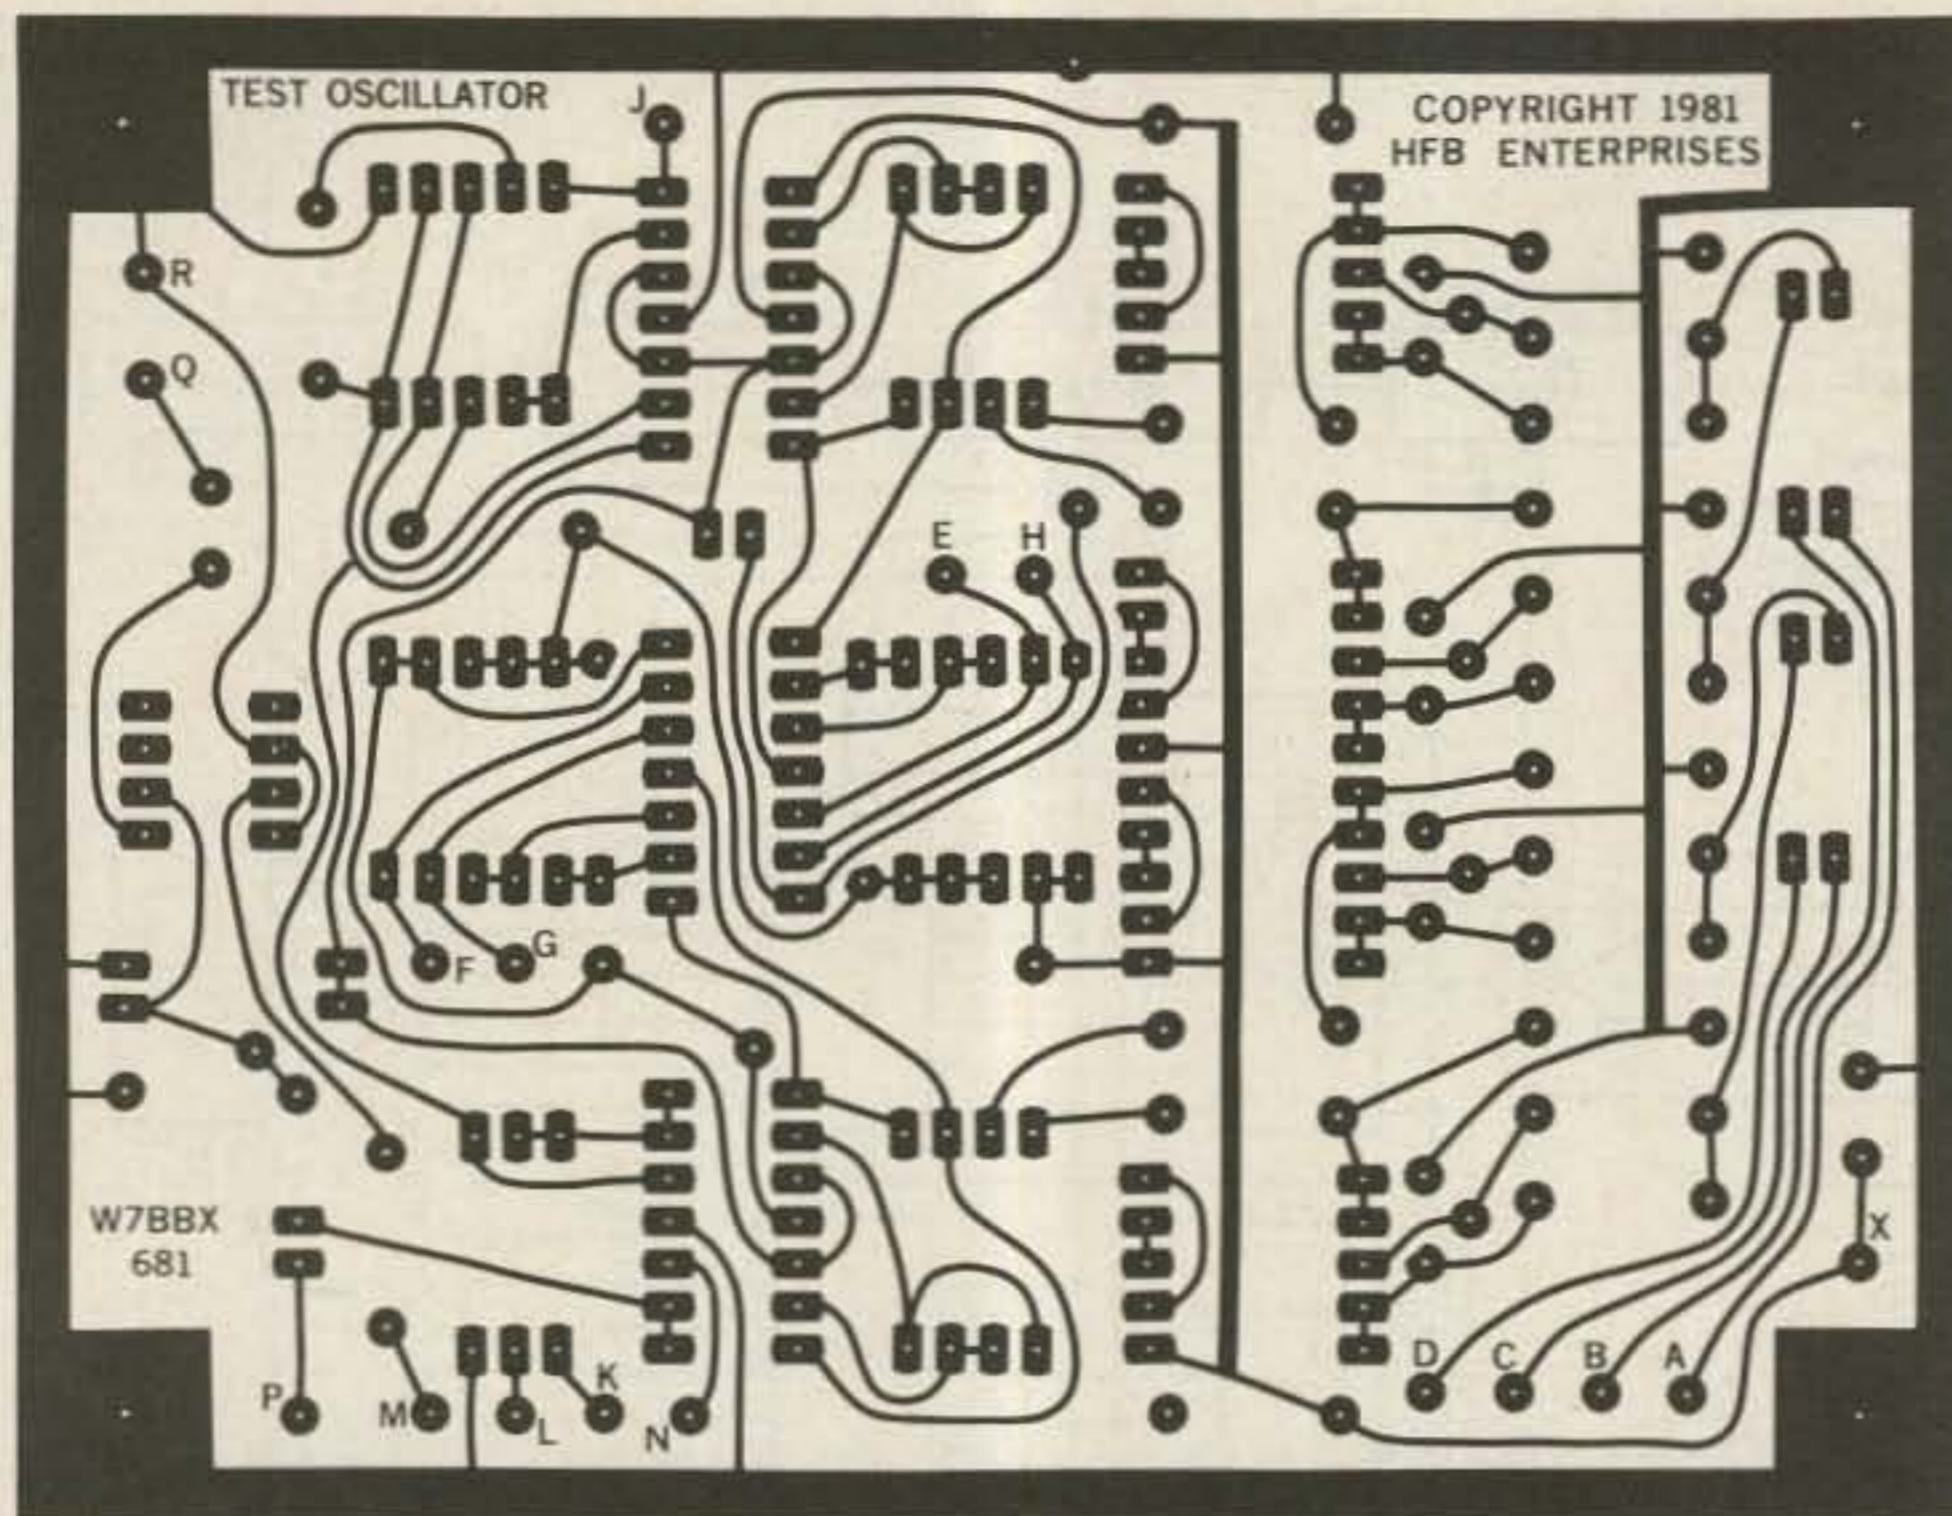 TEST OSCILLATOR
J
COPYRIGHT 1981
HFB ENTERPRISES
R
Q
E
H
F
G
W7BBX
681
X
D
C
B
A
P
M
L
K
N